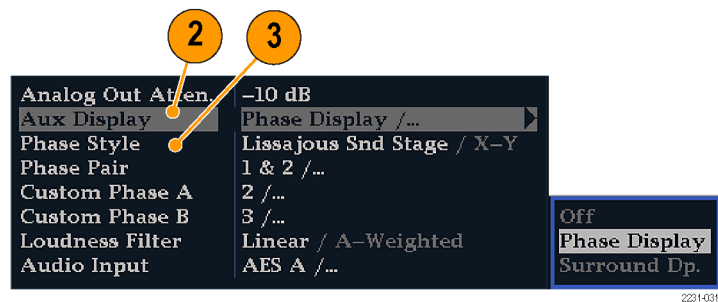 2 3
Analog Out Atten. –10 dB
Aux Display Phase Display /...
Phase Style Lissajous Snd Stage / X–Y
Phase Pair 1 & 2 /...
Custom Phase A 2 /...
Custom Phase B 3 /...
Loudness Filter Linear / A–Weighted
Audio Input AES A /...
Off
Phase Display
Surround Dp.
2231-031